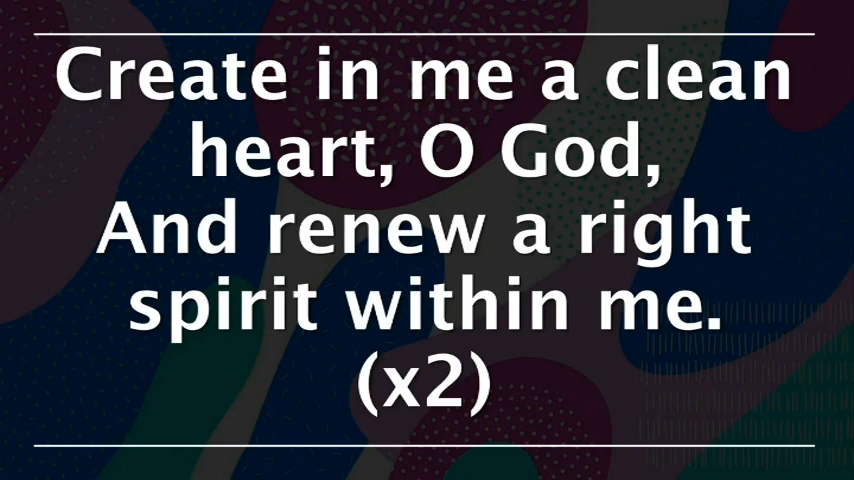 Create in me a clean
heart, O God,
And renew a right
spirit within me.
(x2)